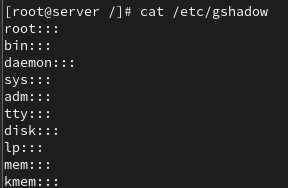 [root@server /]# cat /etc/gshadow
root:::
bin:::
daemon:::
sys:::
adm:::
tty:::
disk:::
lp:::
mem:::
kmem:::